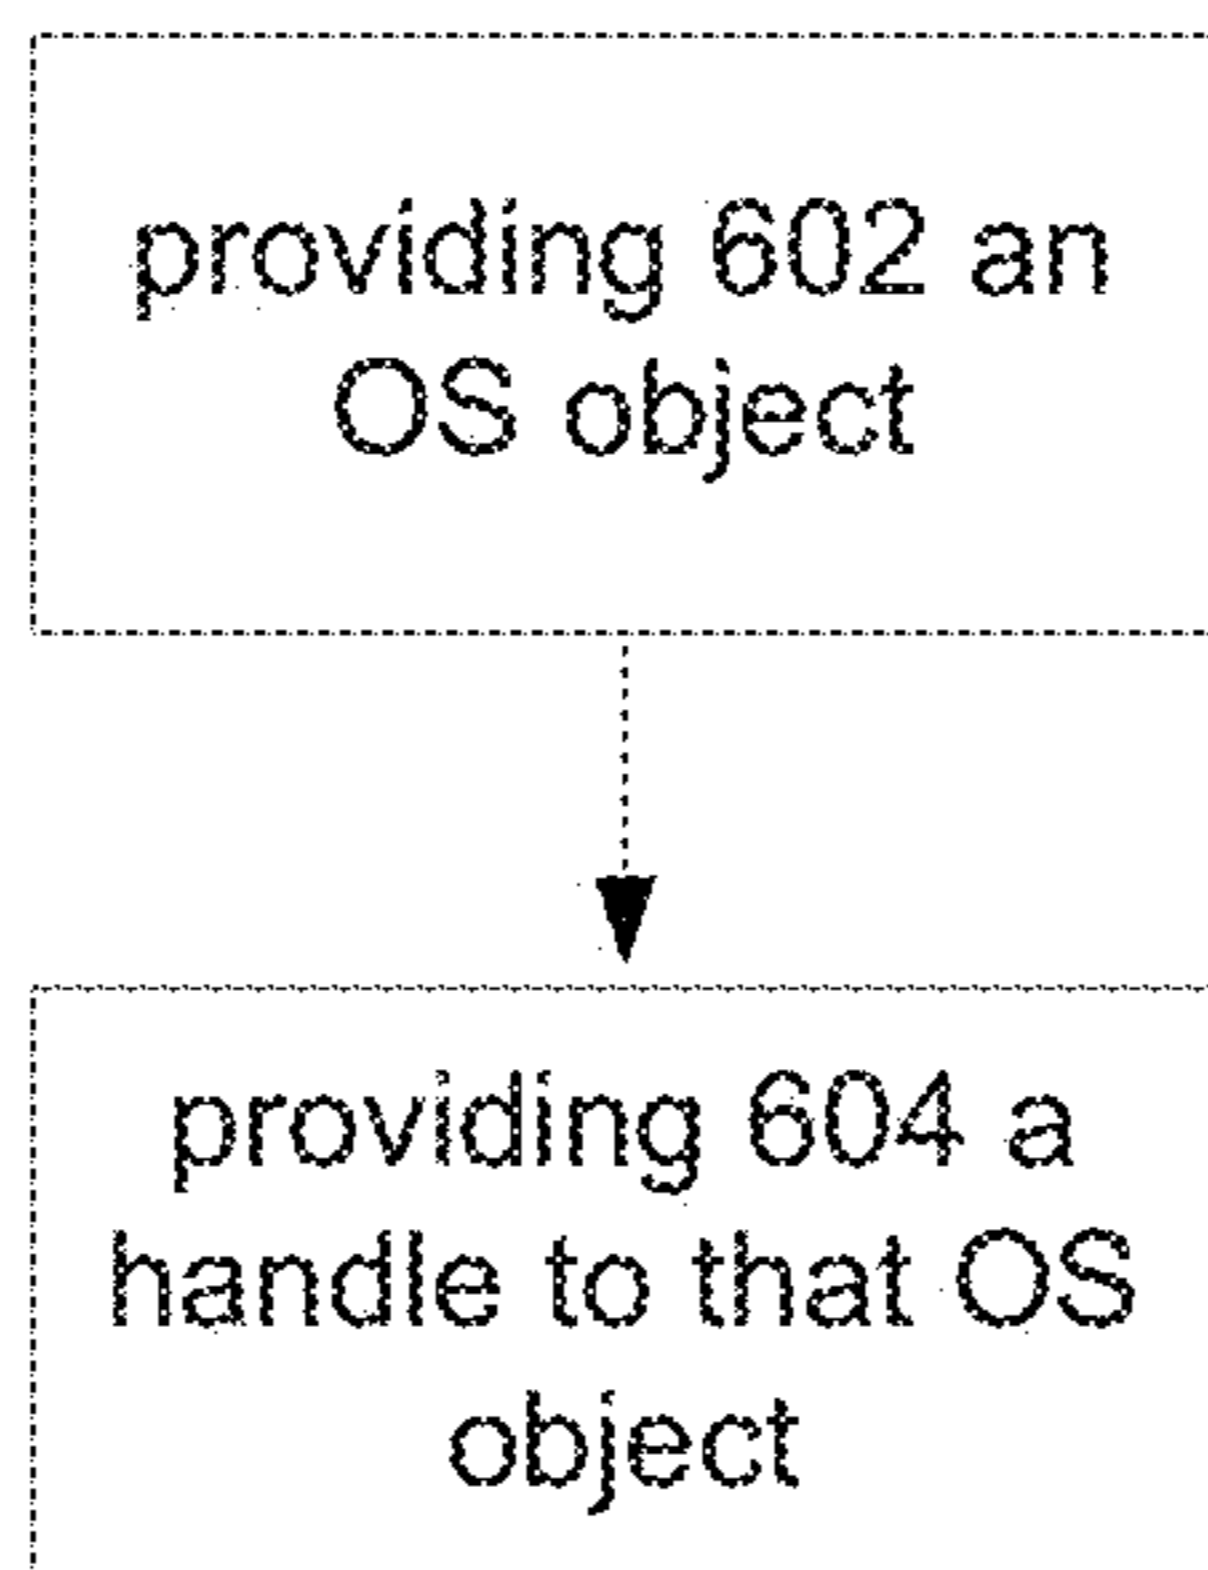 providing 602 an
OS object
providing 604 a
handle to that OS
object